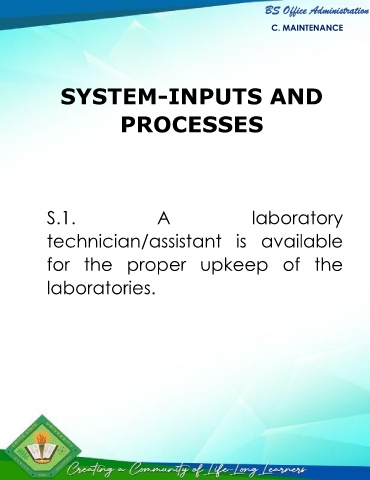 BS Office Administration
C. MAINTENANCE
SYSTEM-INPUTS AND
PROCESSES
S.1. A laboratory
technician/assistant is available
for the proper upkeep of the
laboratories.
Creating a Community of Life-Long Learners